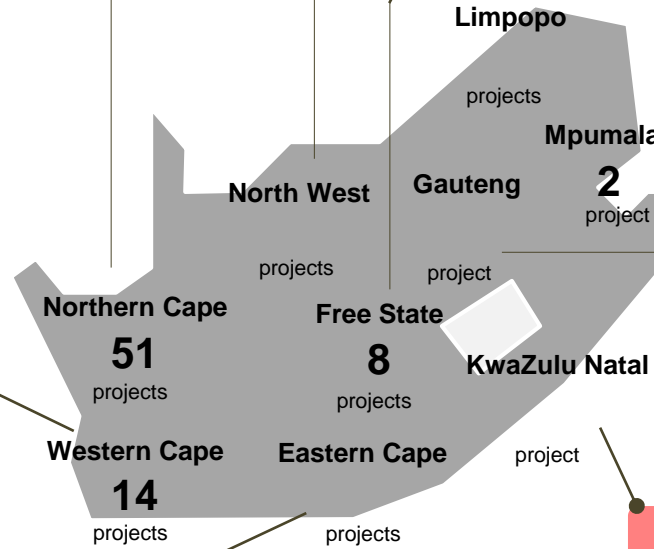 Limpopo
projects
Mpumala
2
project
North West
Gauteng
projects
project
Northern Cape
51
projects
Free State
8
projects
KwaZulu Natal
project
Western Cape
14
projects
Eastern Cape
projects